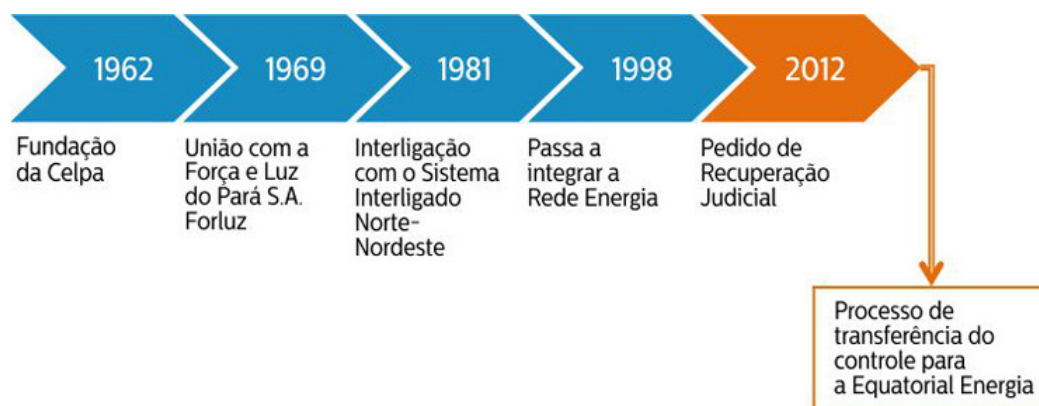 1962
1969
1981
1998
2012
Fundação
da Celpa
União com a
Força e Luz
do Pará S.A.
Forluz
Interligação
com o Sistema
Interligado
Norte-
Nordeste
Passa a
integrar a
Rede Energia
Pedido de
Recuperação
Judicial
Processo de
transferência do
controle para
a Equatorial Energia